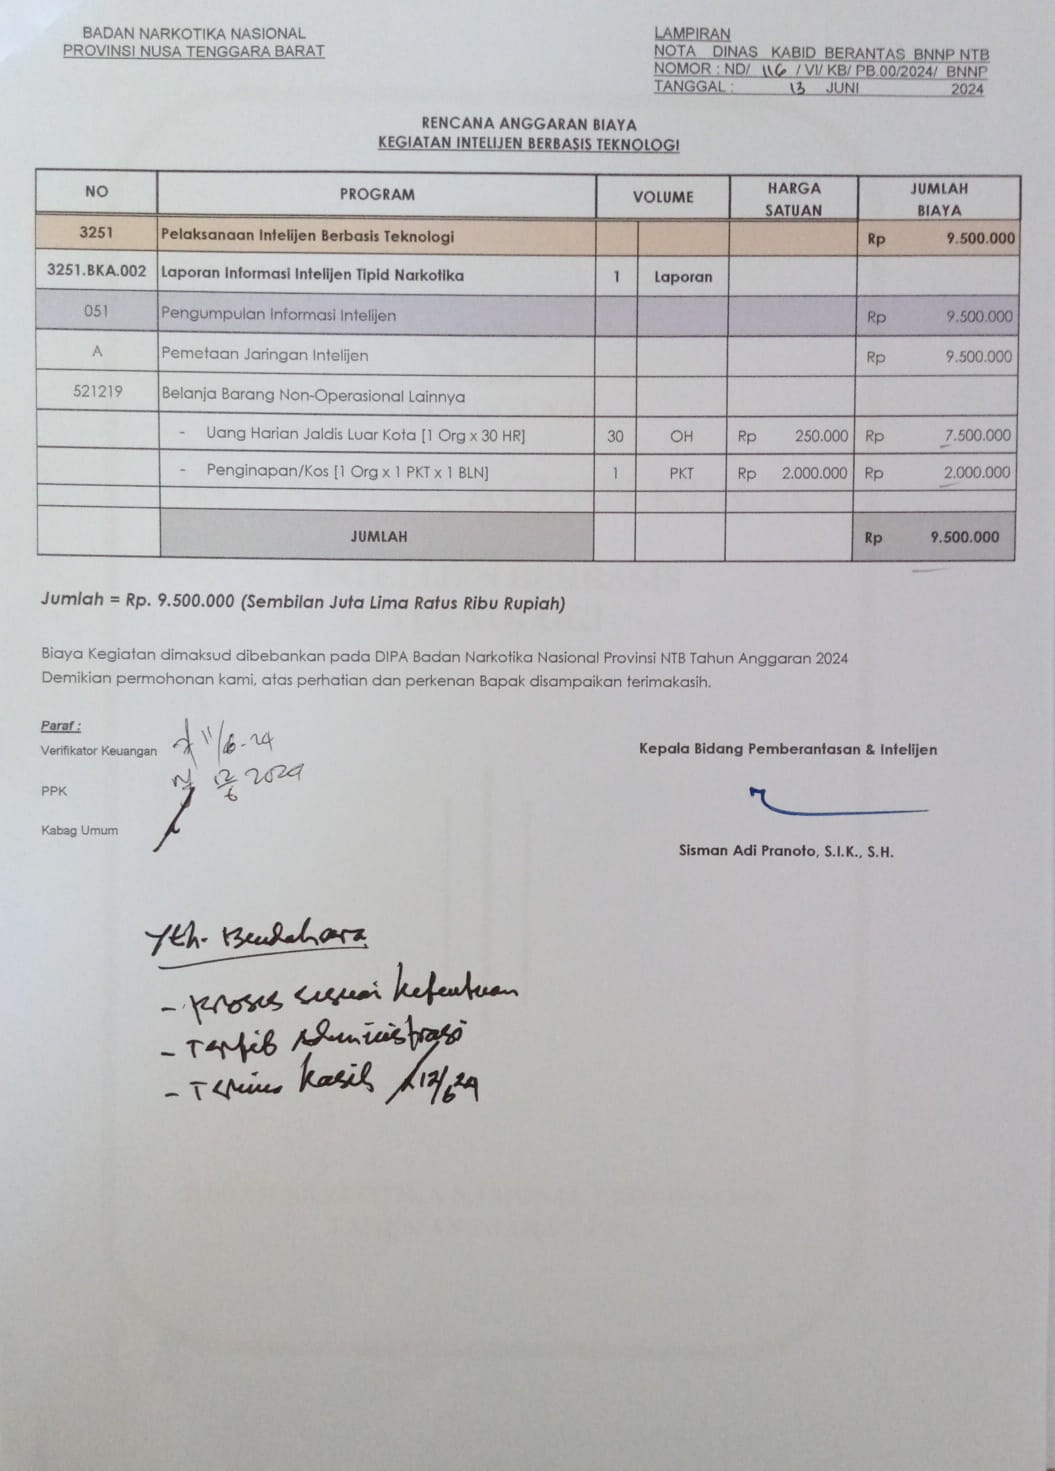 BADAN NARKOTIKA NASIONAL
PROVINSI NUSA TENGGARA BARAT
LAMPIRAN
NOTA DINAS KABID BERANTAS BNNP NTB
NOMOR : ND/ 116 / VI/ KB/ PB.00/2024/ BNNP
TANGGAL : 13 JUNI 2024
RENCANA ANGGARAN BIAYA
KEGIATAN INTELIJEN BERBASIS TEKNOLOGI
NO PROGRAM VOLUME HARGA SATUAN JUMLAH BIAYA
3251 Pelaksanaan Intelijen Berbasis Teknologi Rp 9.500.000
3251.BKA.002 Laporan Informasi Intelijen Tipid Narkotika 1 Laporan
051 Pengumpulan Informasi Intelijen Rp 9.500.000
A Pemetaan Jaringan Intelijen Rp 9.500.000
521219 Belanja Barang Non-Operasional Lainnya
- Uang Harian Jaldis Luar Kota [1 Org x 30 HR] 30 OH Rp 250.000 Rp 7.500.000
- Penginapan/Kos [1 Org x 1 PKT x 1 BLN] 1 PKT Rp 2.000.000 Rp 2.000.000
JUMLAH Rp 9.500.000
Jumlah = Rp. 9.500.000 (Sembilan Juta Lima Ratus Ribu Rupiah)
Biaya Kegiatan dimaksud dibebankan pada DIPA Badan Narkotika Nasional Provinsi NTB Tahun Anggaran 2024
Demikian permohonan kami, atas perhatian dan perkenan Bapak disampaikan terimakasih.
Paraf :
Verifikator Keuangan 11/6-24
PPK 12/6 2024
Kabag Umum
Kepala Bidang Pemberantasan & Intelijen
Sisman Adi Pranoto, S.I.K., S.H.
Yth. Bendahara
- Proses sesuai ketentuan
- Tertib Administrasi
- Terima kasih 12/6 24